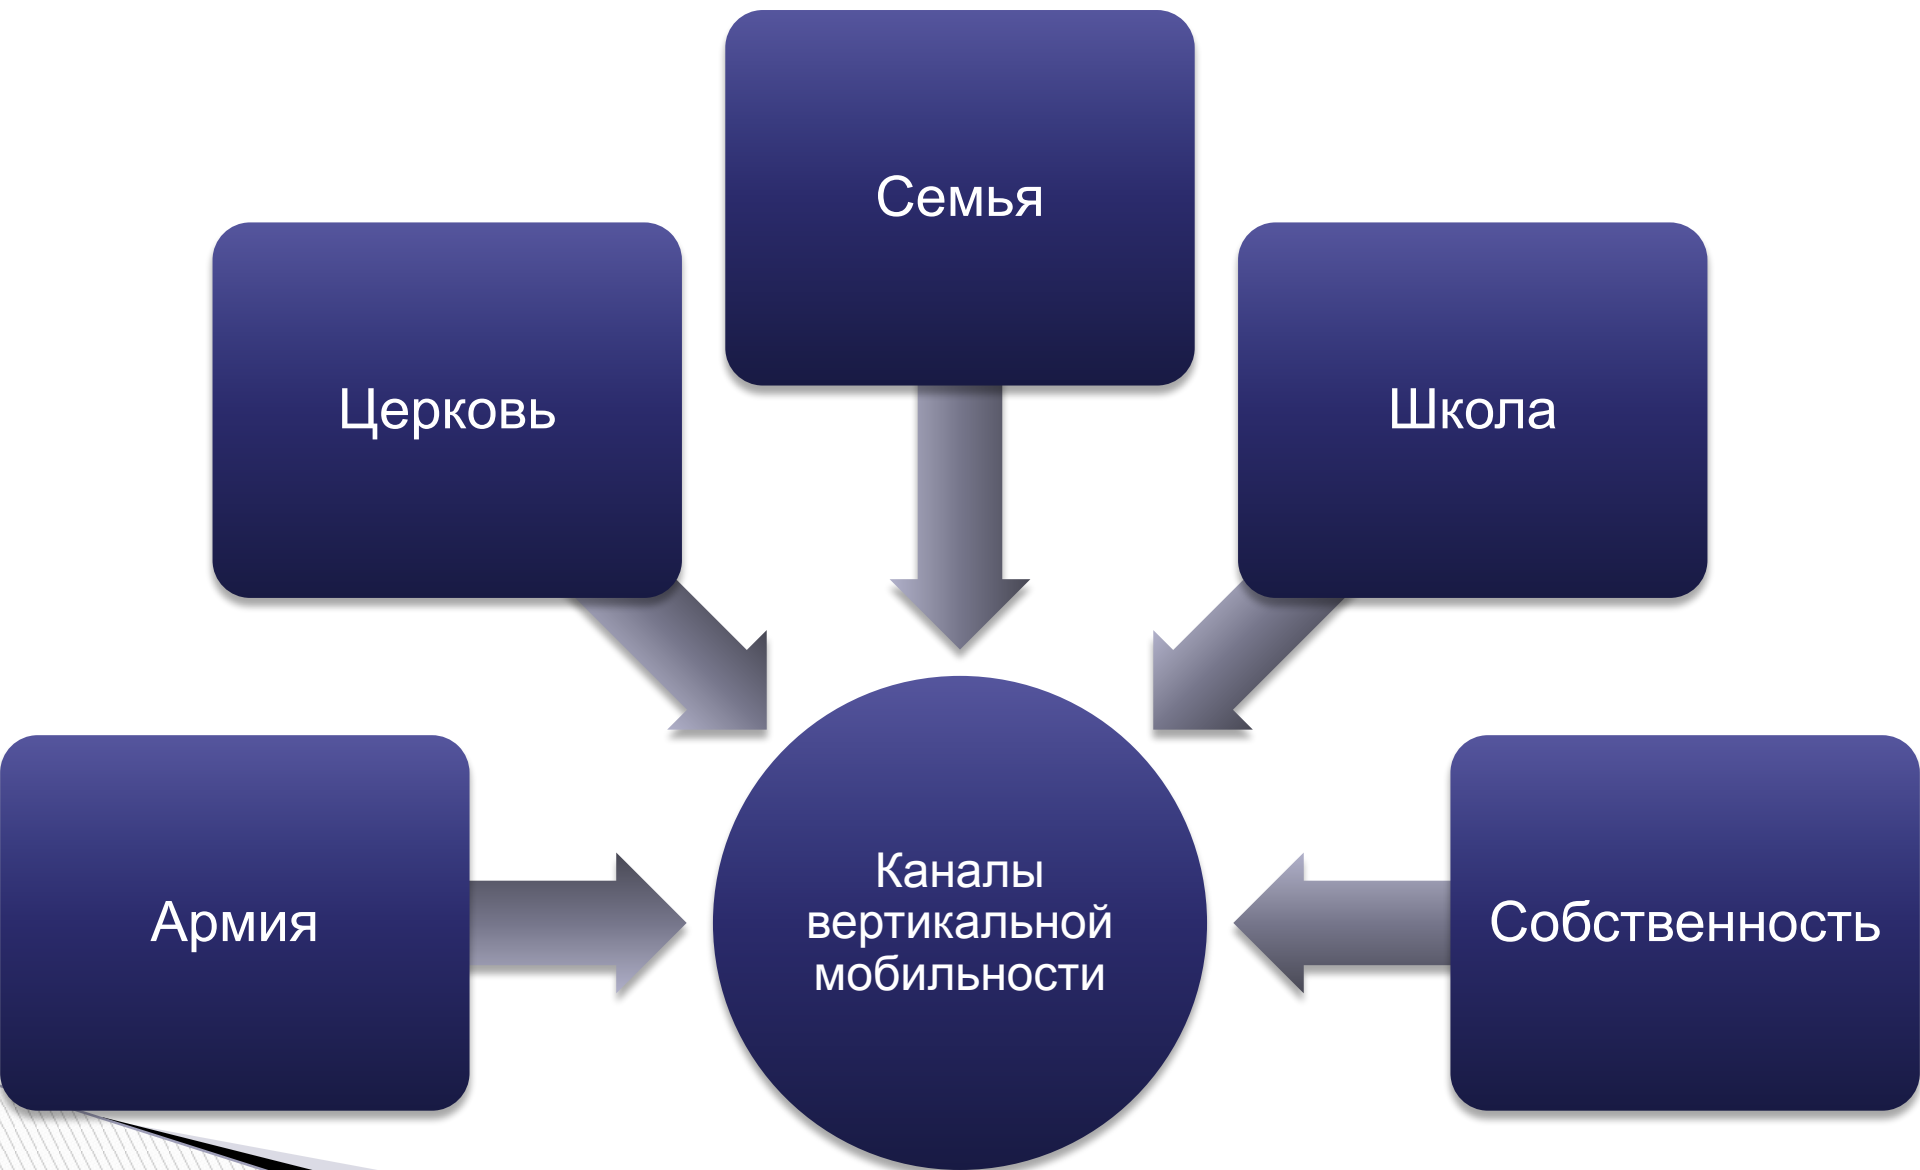 Семья
Церковь
Школа
Армия
Каналы
вертикальной
мобильности
Собственность